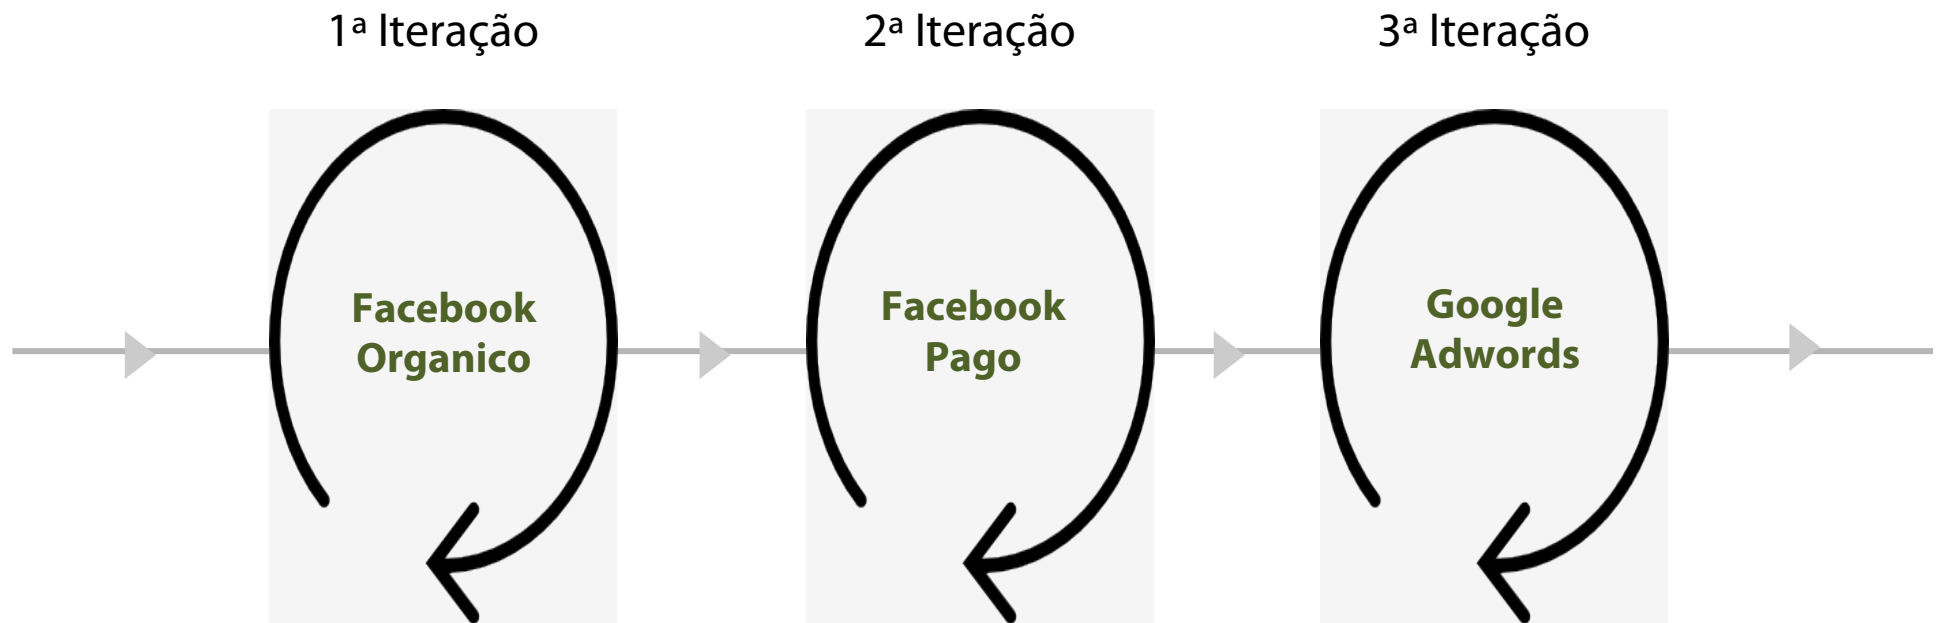 1ª Iteração
2ª Iteração
3ª Iteração
Facebook
Organico
Facebook
Pago
Google
Adwords